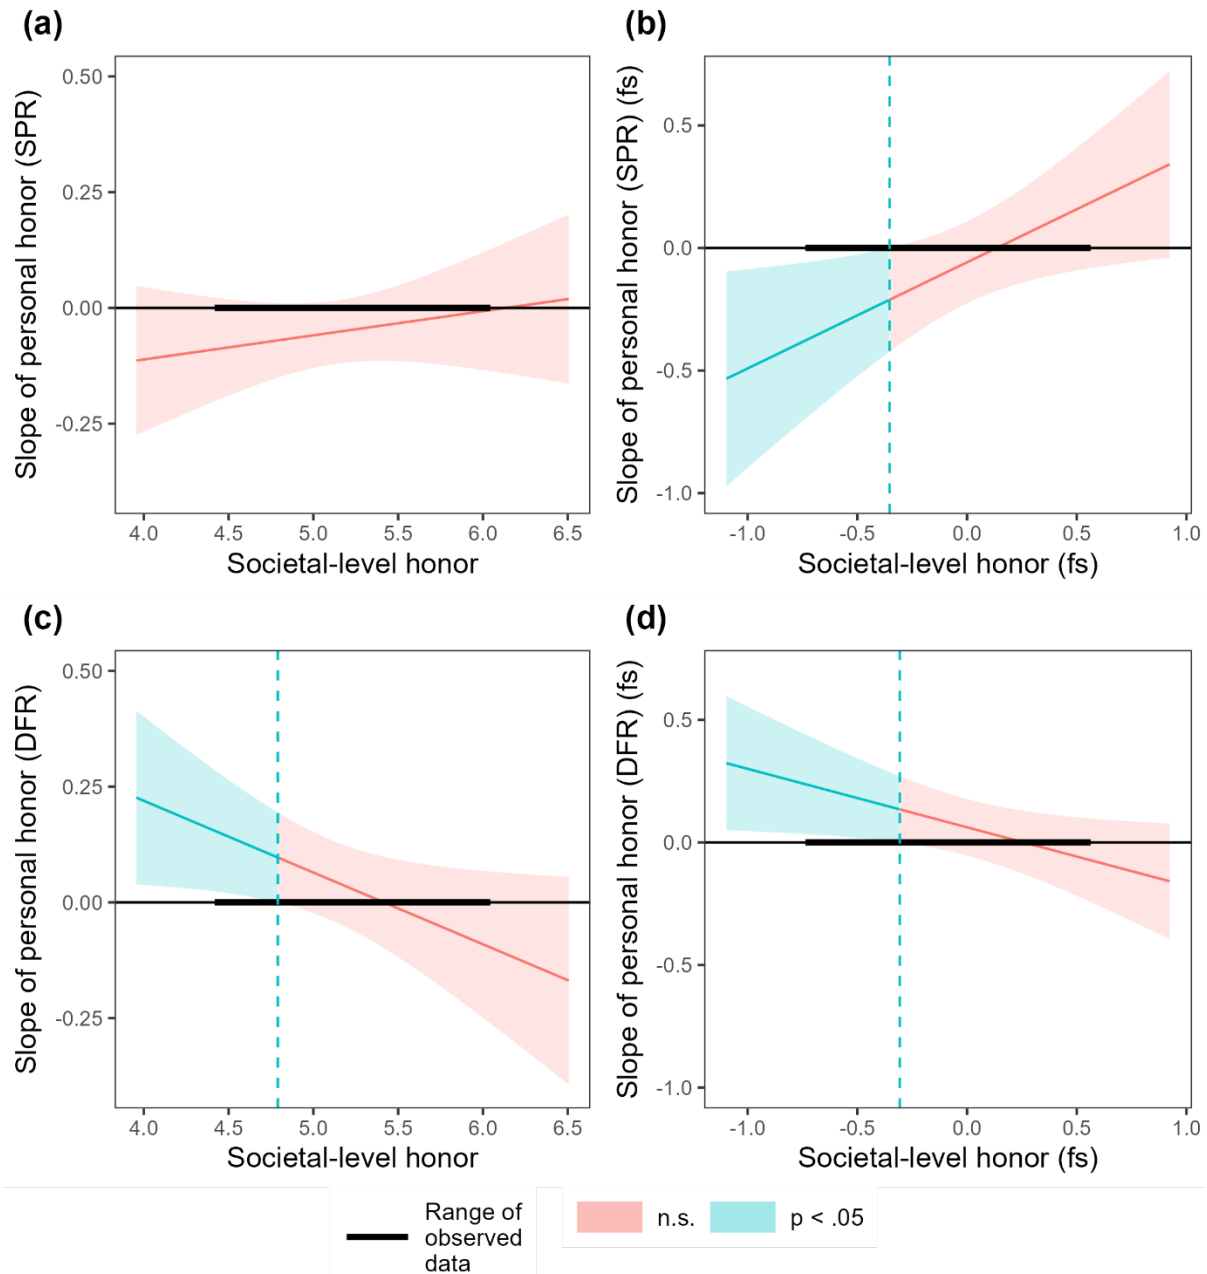 (a)
Slope of personal honor (SPR)
0.50
0.25
0.00
-0.25
4.0 4.5 5.0 5.5 6.0 6.5
Societal-level honor
(b)
Slope of personal honor (SPR) (fs)
0.5
0.0
-0.5
-1.0
-1.0 -0.5 0.0 0.5 1.0
Societal-level honor (fs)
(c)
Slope of personal honor (DFR)
0.50
0.25
0.00
-0.25
4.0 4.5 5.0 5.5 6.0 6.5
Societal-level honor
(d)
Slope of personal honor (DFR) (fs)
0.5
0.0
-0.5
-1.0
-1.0 -0.5 0.0 0.5 1.0
Societal-level honor (fs)
Range of
observed
data
n.s. p < .05